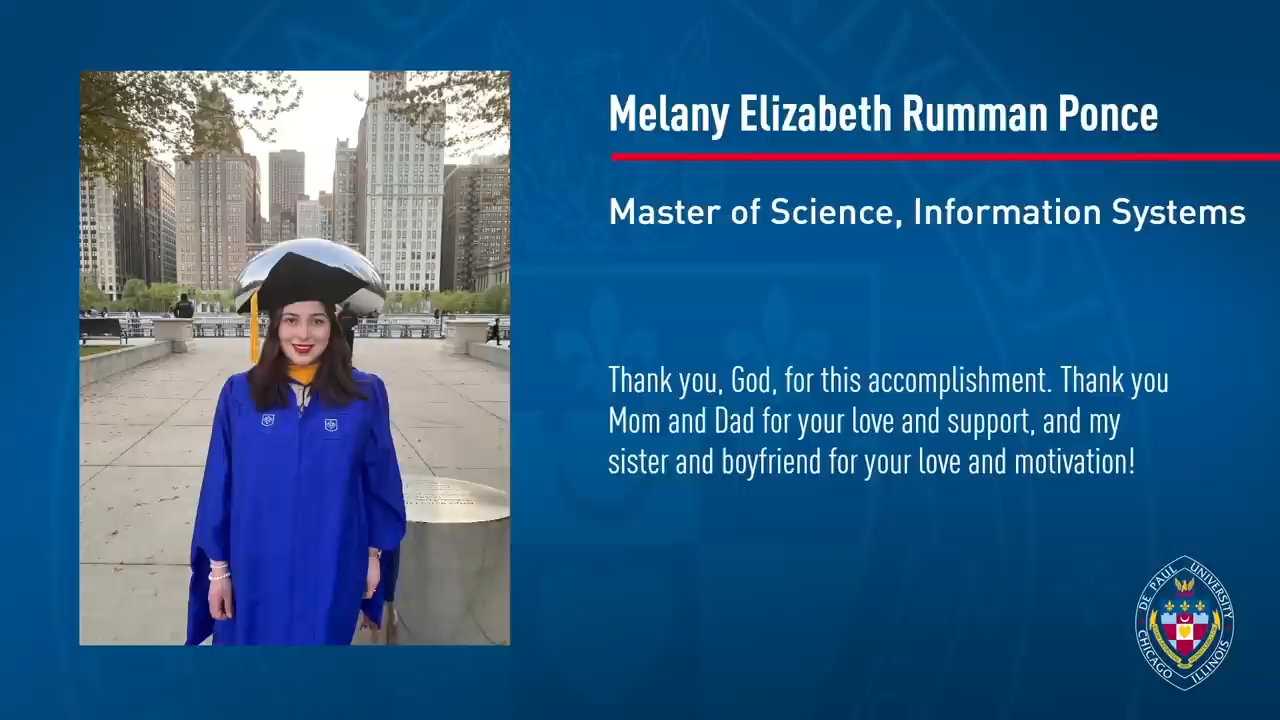 Melany Elizabeth Rumman Ponce
Master of Science, Information Systems
Thank you, God, for this accomplishment. Thank you
Mom and Dad for your love and support, and my
sister and boyfriend for your love and motivation!
DE PAUL UNIVERSITY
CHICAGO ILLINOIS